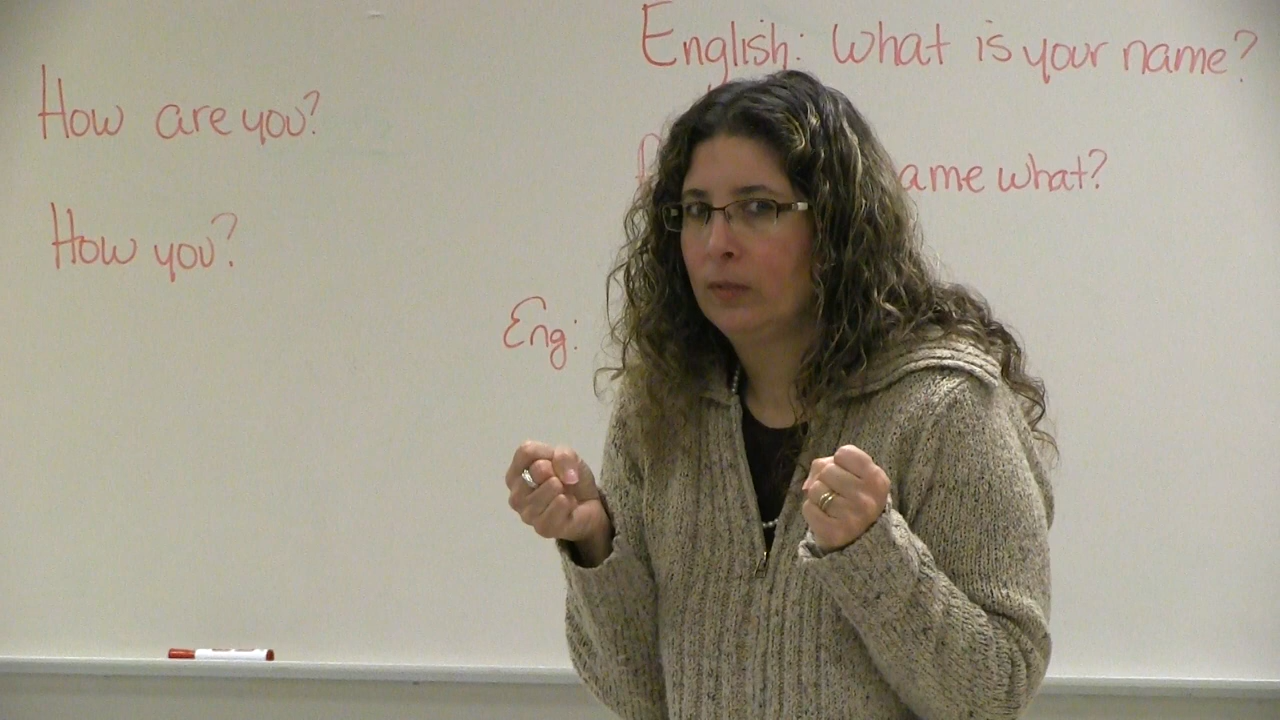 How are you?
How you?
English: What is your name?
name what?
Eng: